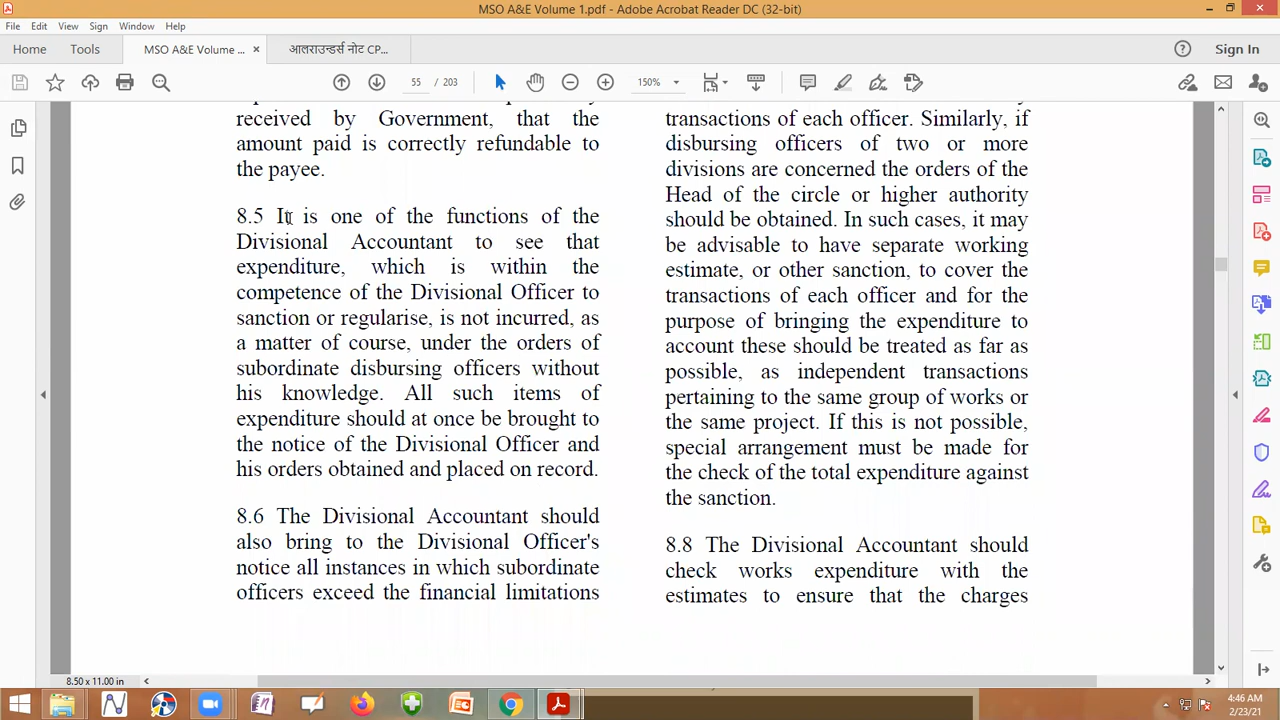 MSO A&E Volume 1.pdf - Adobe Acrobat Reader DC (32-bit)
File Edit View Sign Window Help
Home Tools MSO A&E Volume ... × आलराउन्डर्स नोट CP... Sign In
55 / 203 150%
received by Government, that the
amount paid is correctly refundable to
the payee.
8.5 It is one of the functions of the
Divisional Accountant to see that
expenditure, which is within the
competence of the Divisional Officer to
sanction or regularise, is not incurred, as
a matter of course, under the orders of
subordinate disbursing officers without
his knowledge. All such items of
expenditure should at once be brought to
the notice of the Divisional Officer and
his orders obtained and placed on record.
8.6 The Divisional Accountant should
also bring to the Divisional Officer's
notice all instances in which subordinate
officers exceed the financial limitations
transactions of each officer. Similarly, if
disbursing officers of two or more
divisions are concerned the orders of the
Head of the circle or higher authority
should be obtained. In such cases, it may
be advisable to have separate working
estimate, or other sanction, to cover the
transactions of each officer and for the
purpose of bringing the expenditure to
account these should be treated as far as
possible, as independent transactions
pertaining to the same group of works or
the same project. If this is not possible,
special arrangement must be made for
the check of the total expenditure against
the sanction.
8.8 The Divisional Accountant should
check works expenditure with the
estimates to ensure that the charges
8.50 x 11.00 in
4:46 AM
2/23/21